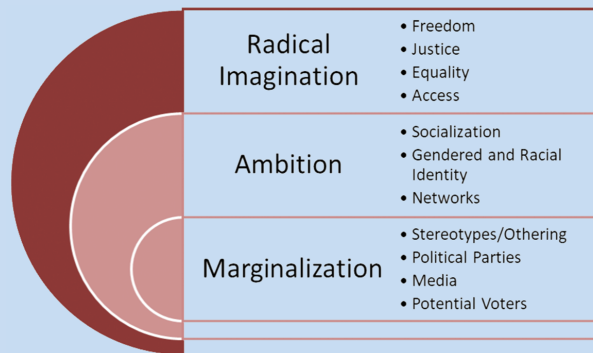 Radical
Imagination
• Freedom
• Justice
• Equality
• Access
Ambition
• Socialization
• Gendered and Racial
Identity
• Networks
Marginalization
• Stereotypes/Othering
• Political Parties
• Media
• Potential Voters